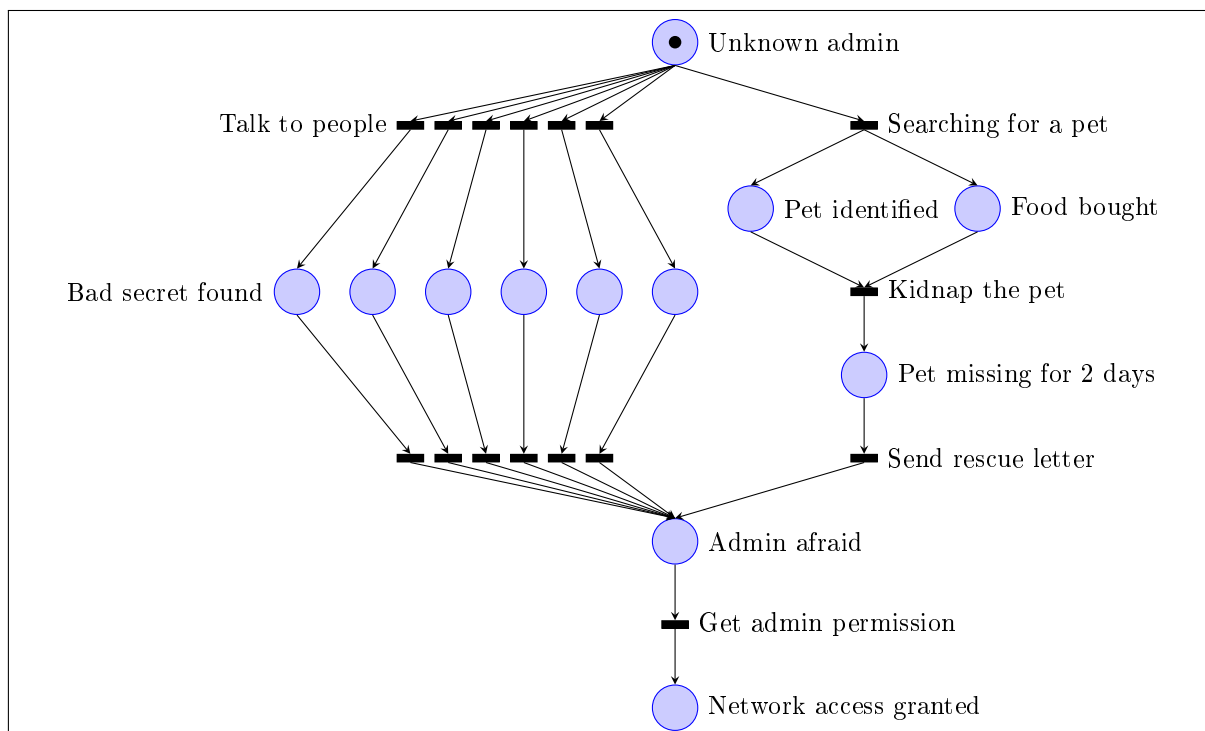 Unknown admin
Talk to people
Searching for a pet
Pet identified
Food bought
Bad secret found
Kidnap the pet
Pet missing for 2 days
Send rescue letter
Admin afraid
Get admin permission
Network access granted